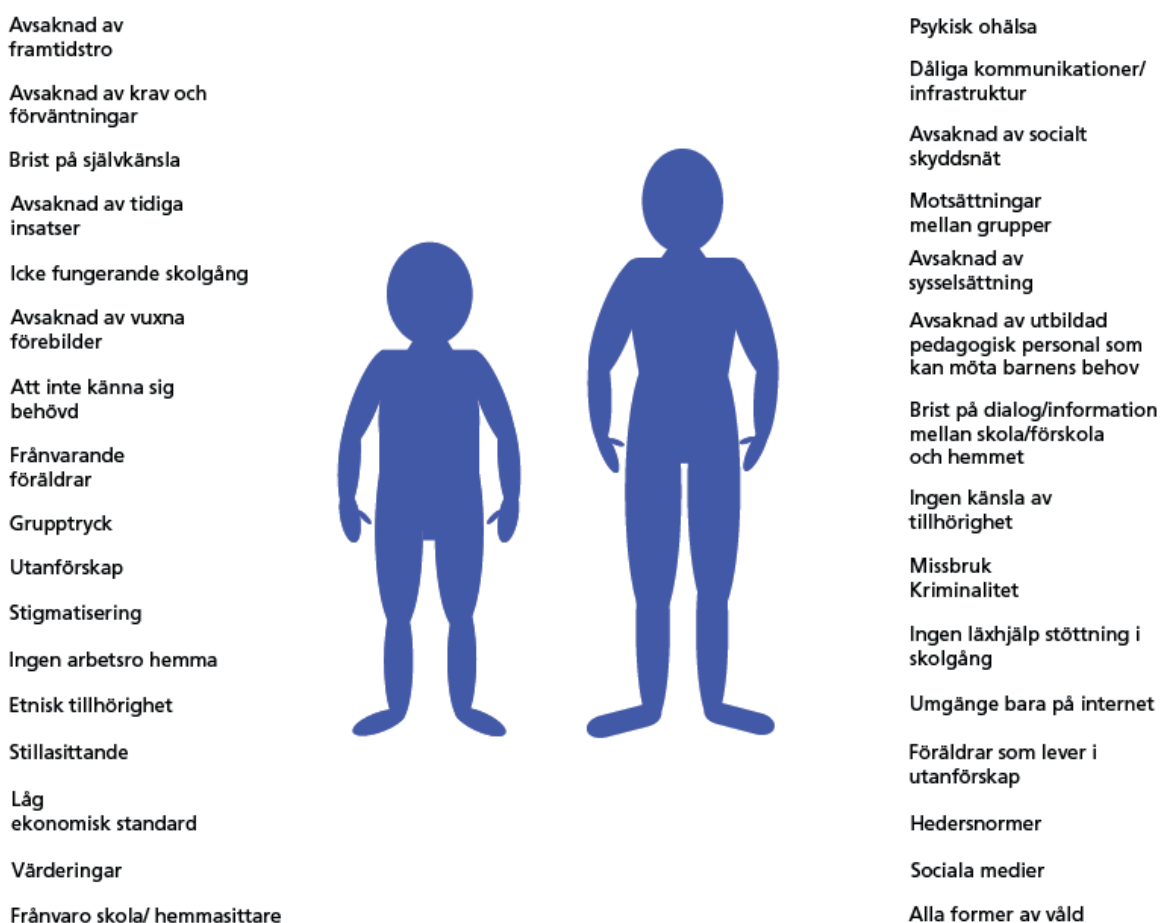 Avsaknad av
framtidstro
Avsaknad av krav och
förväntningar
Brist på självkänsla
Avsaknad av tidiga
insatser
Icke fungerande skolgång
Avsaknad av vuxna
förebilder
Att inte känna sig
behövd
Frånvarande
föräldrar
Grupptryck
Utanförskap
Stigmatisering
Ingen arbetsro hemma
Etnisk tillhörighet
Stillasittande
Låg
ekonomisk standard
Värderingar
Frånvaro skola/ hemmasittare
Psykisk ohälsa
Dåliga kommunikationer/
infrastruktur
Avsaknad av socialt
skyddsnät
Motsättningar
mellan grupper
Avsaknad av
sysselsättning
Avsaknad av utbildad
pedagogisk personal som
kan möta barnens behov
Brist på dialog/information
mellan skola/förskola
och hemmet
Ingen känsla av
tillhörighet
Missbruk
Kriminalitet
Ingen läxhjälp stöttning i
skolgång
Umgänge bara på internet
Föräldrar som lever i
utanförskap
Hedersnormer
Sociala medier
Alla former av våld